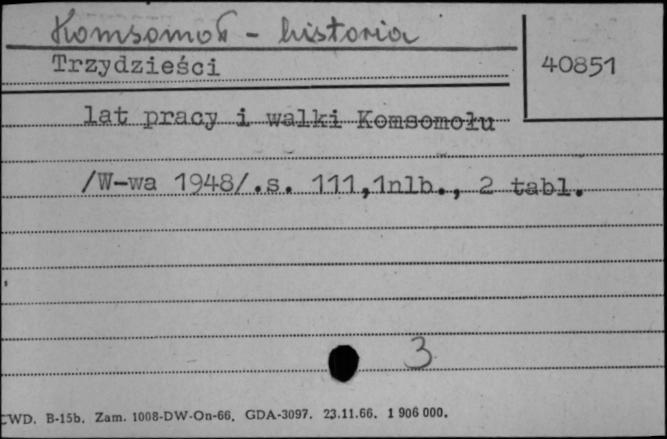 Komsomoł - historia
Trzydzieści
40851
lat pracy i walki Komsomołu
/W-wa 1948/.s. 111,1nlb., 2 tabl.
3
CWD. B-15b. Zam. 1008-DW-On-66. GDA-3097. 23.11.66. 1 906 000.